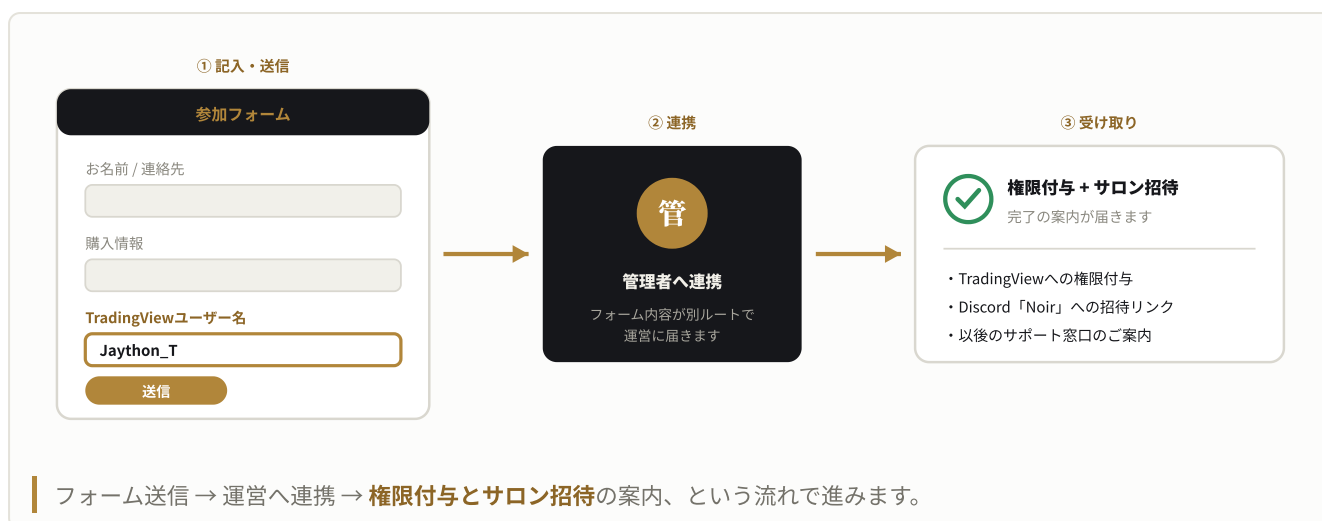 ① 記入・送信
参加フォーム
お名前 / 連絡先
購入情報
TradingViewユーザー名
Jaython_T
送信
② 連携
管
管理者へ連携
フォーム内容が別ルートで
運営に届きます
③ 受け取り
権限付与 + サロン招待
完了の案内が届きます
・TradingViewへの権限付与
・Discord「Noir」への招待リンク
・以後のサポート窓口のご案内
フォーム送信 → 運営へ連携 → 権限付与とサロン招待の案内、という流れで進みます。